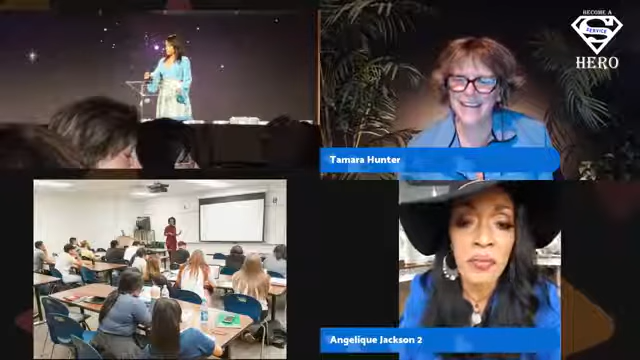 BECOME A
SERVICE
HERO
Tamara Hunter
Angelique Jackson 2